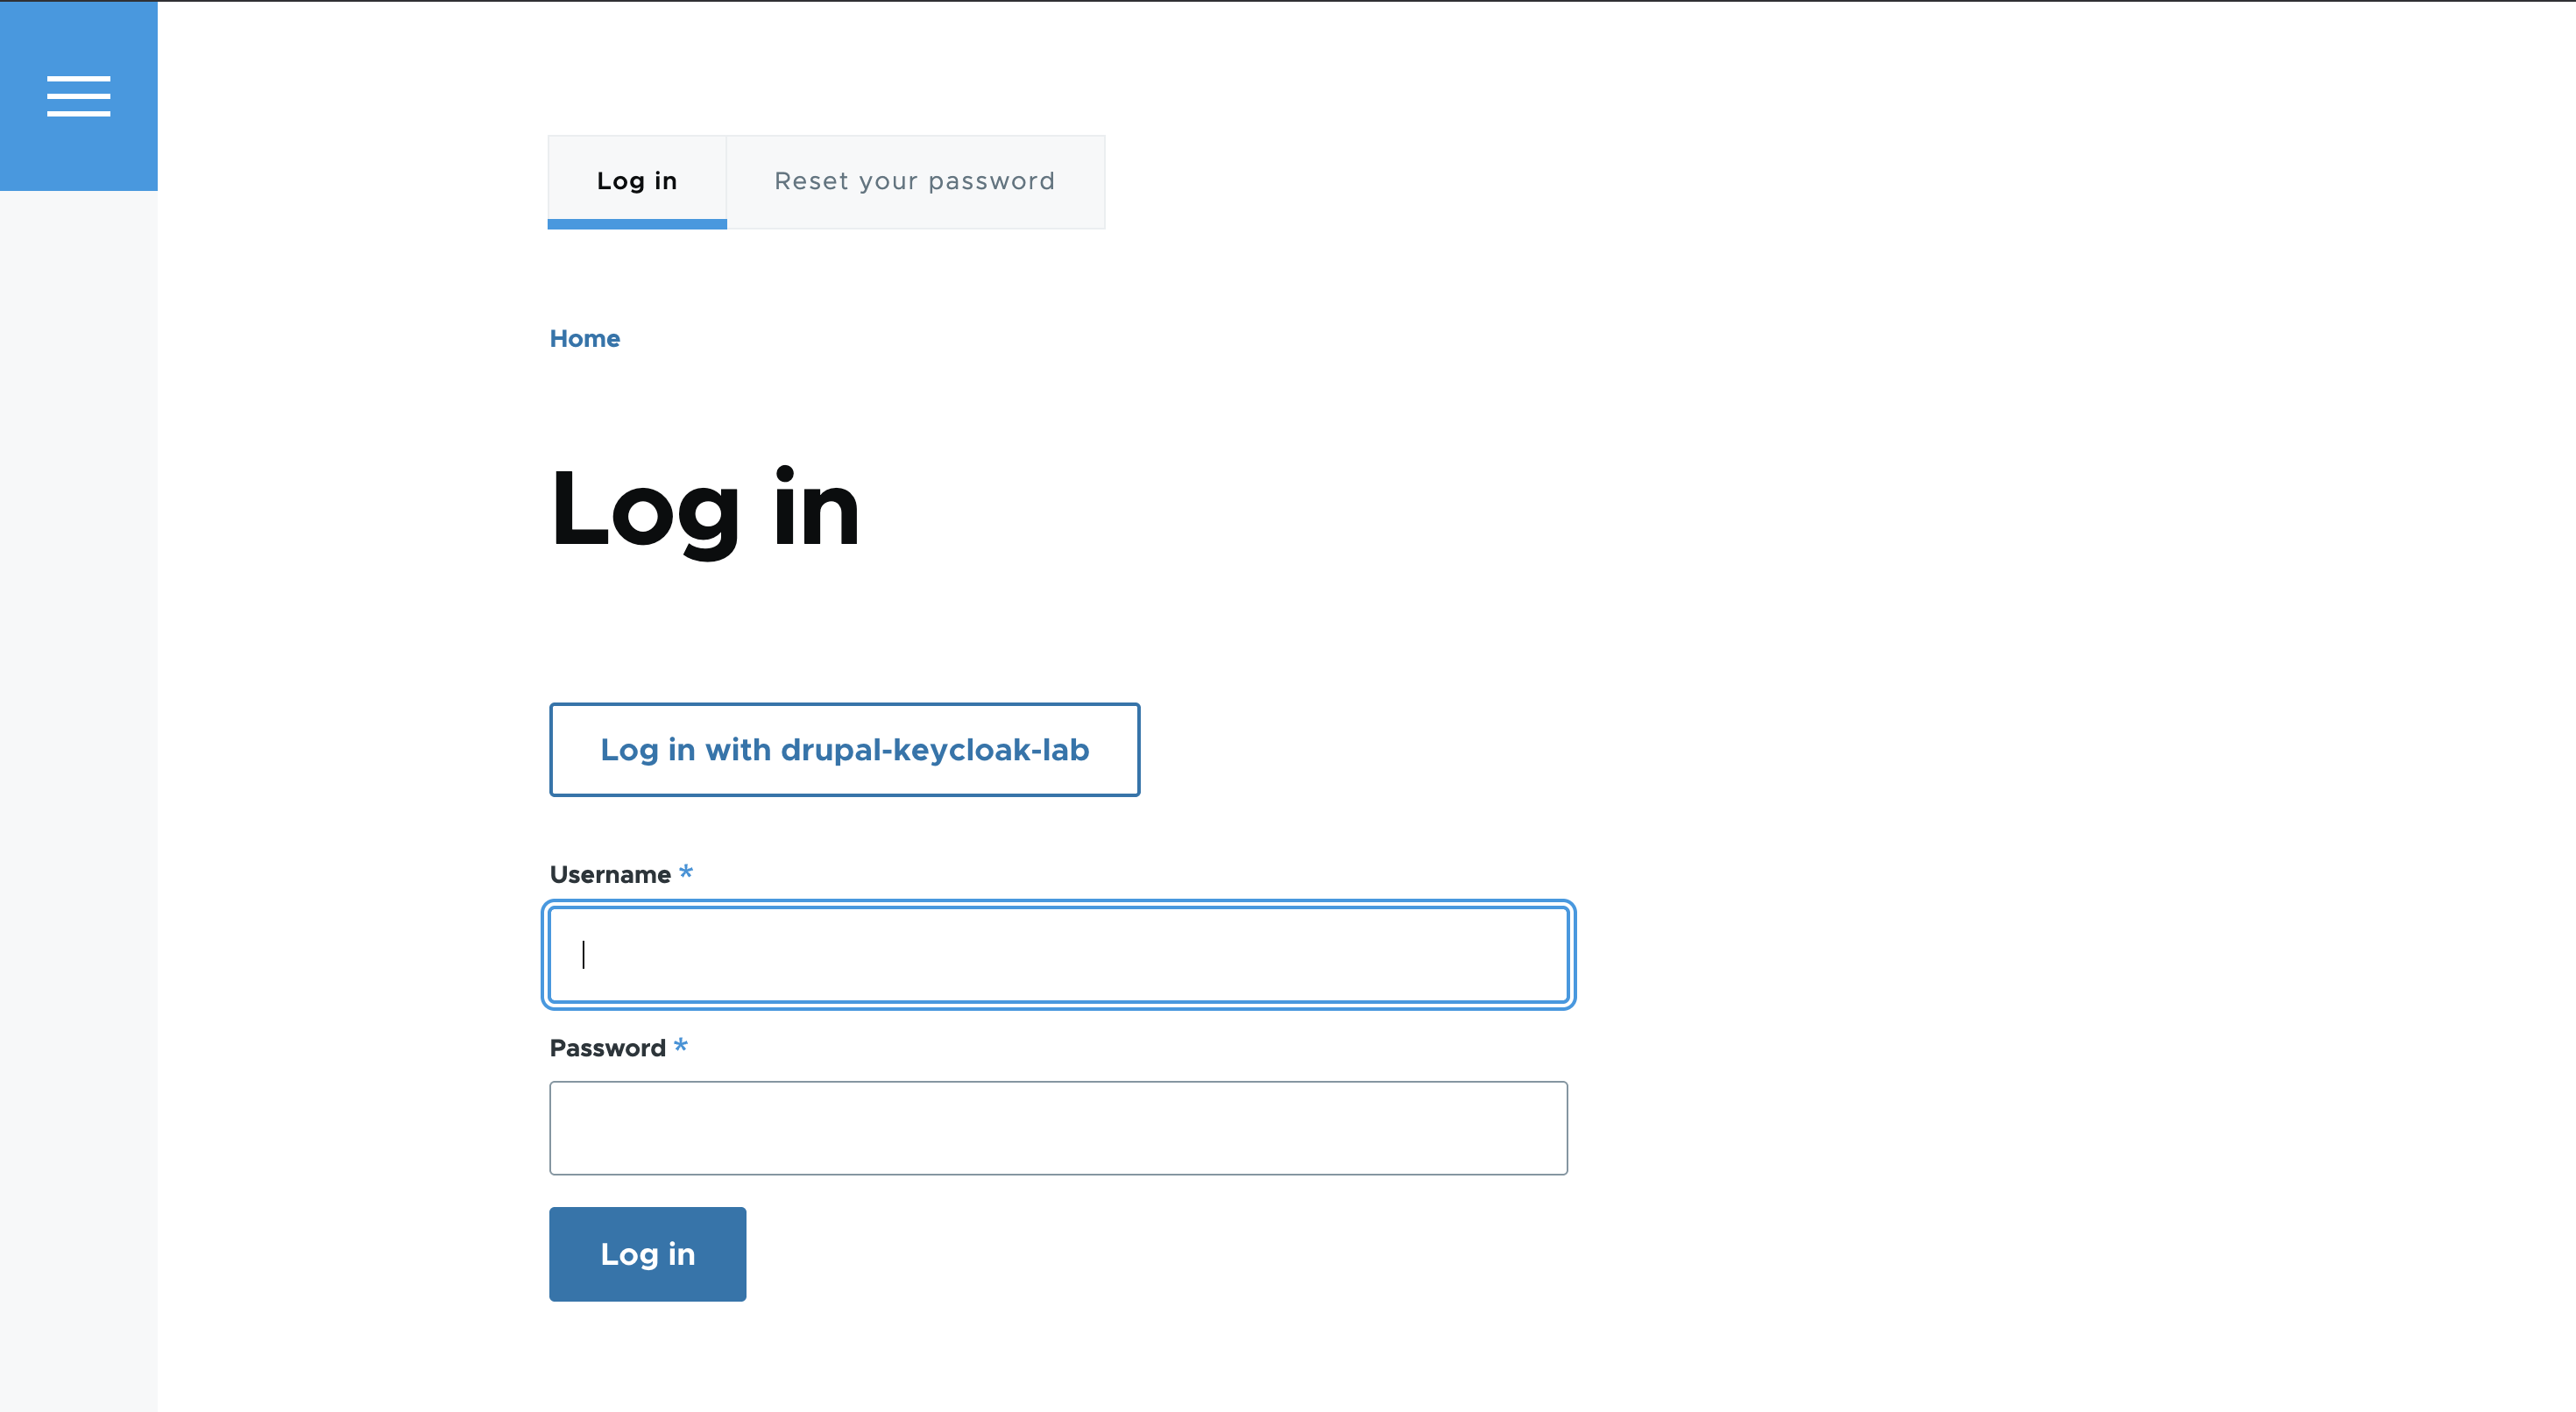 Log in
Reset your password
Home
Log in
Log in with drupal-keycloak-lab
Username *
Password *
Log in